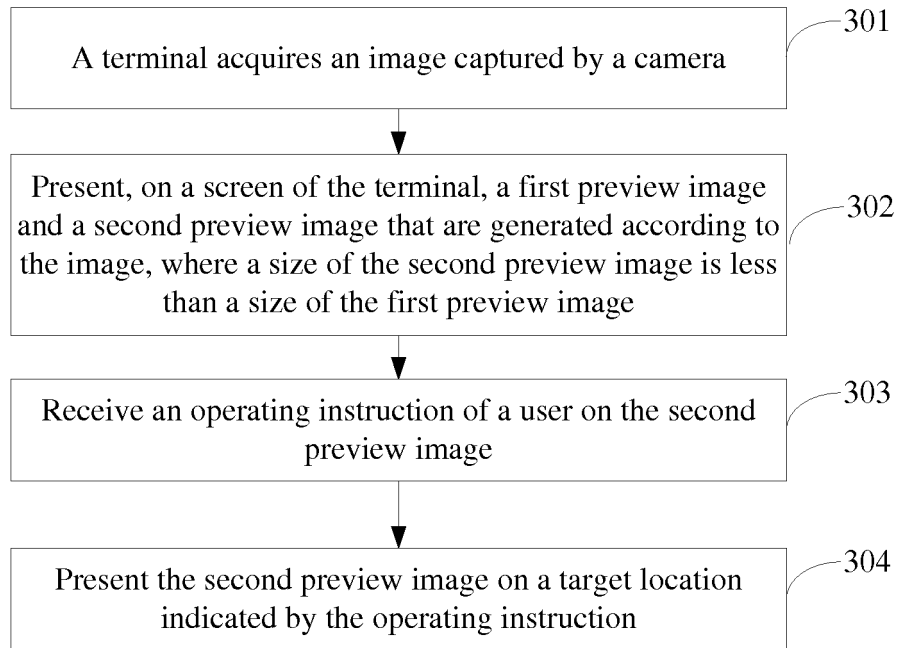 A terminal acquires an image captured by a camera
301
Present, on a screen of the terminal, a first preview image
and a second preview image that are generated according to
the image, where a size of the second preview image is less
than a size of the first preview image
302
Receive an operating instruction of a user on the second
preview image
303
Present the second preview image on a target location
indicated by the operating instruction
304